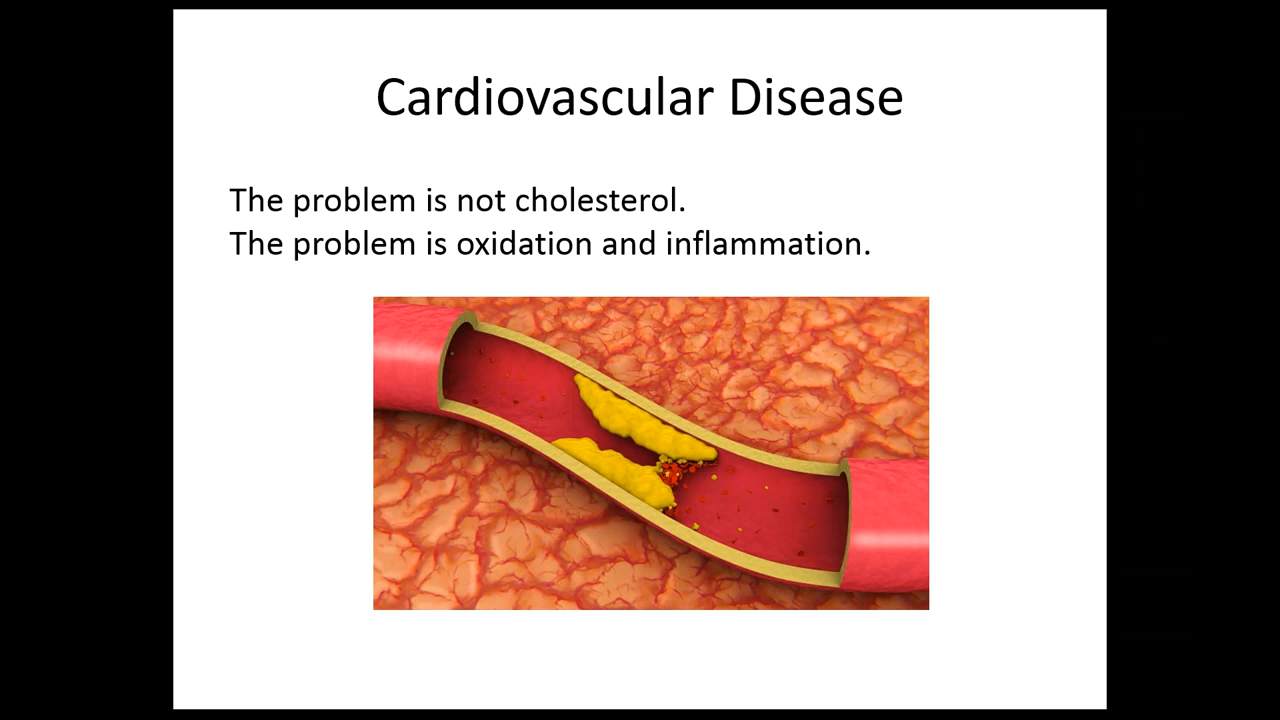 Cardiovascular Disease
The problem is not cholesterol.
The problem is oxidation and inflammation.